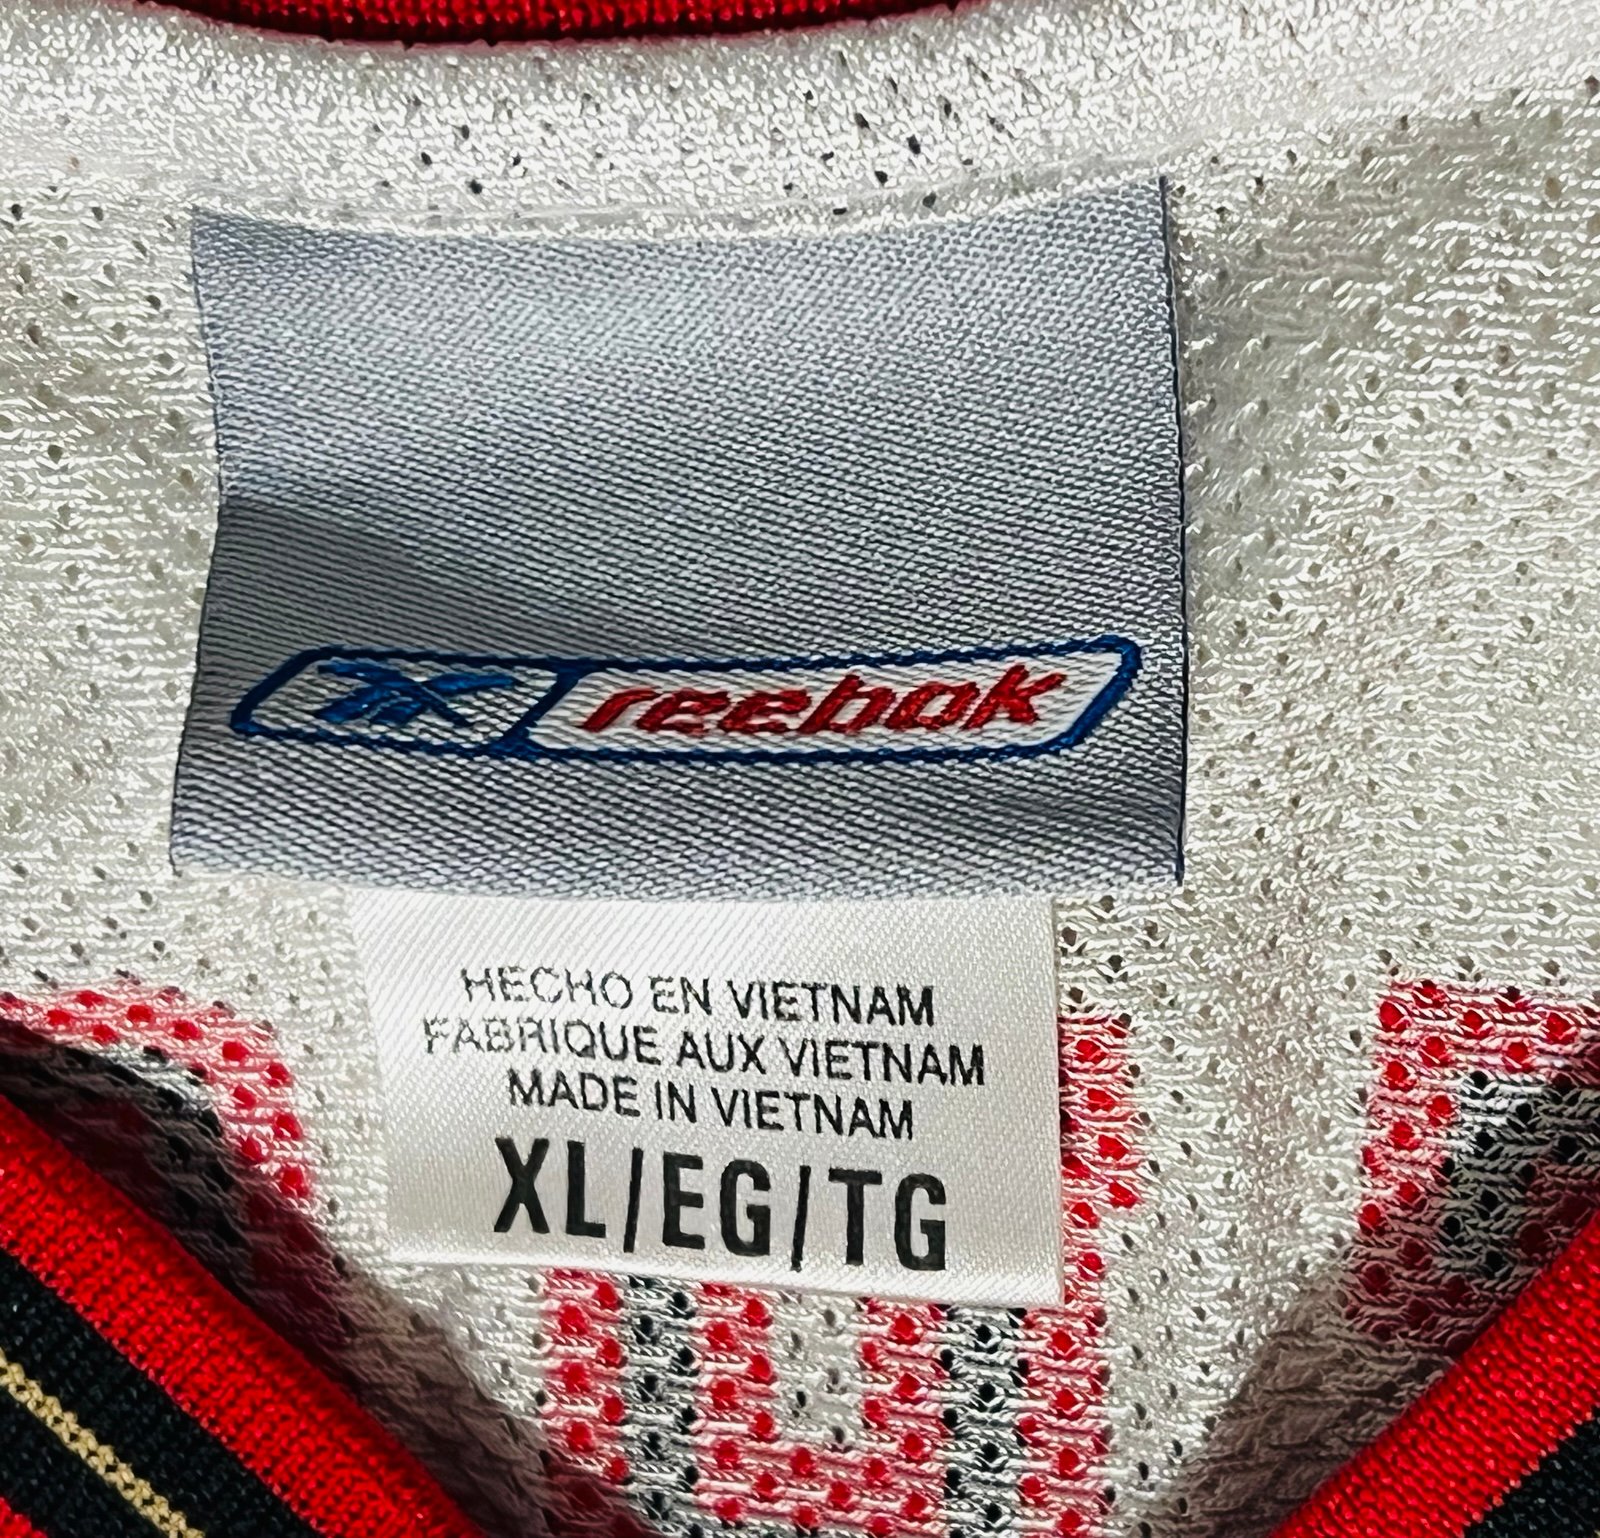 reebok
HECHO EN VIETNAM
FABRIQUE AUX VIETNAM
MADE IN VIETNAM
XL/EG/TG